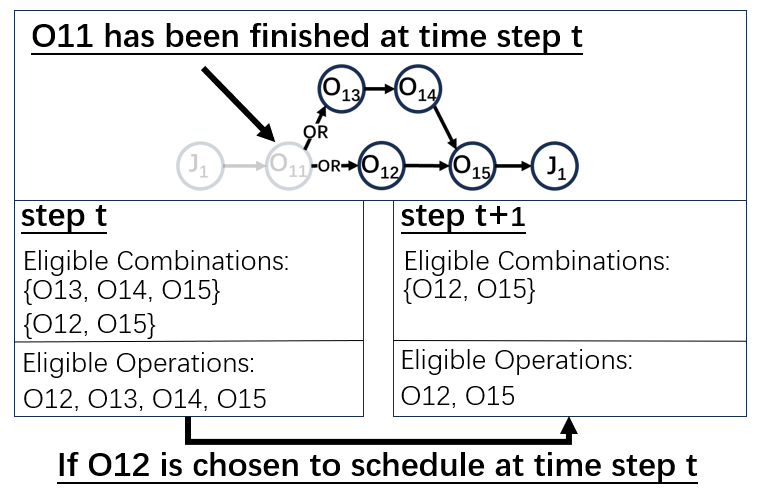 O11 has been finished at time step t
O13
O14
OR
J1
O11
OR
O12
O15
J1
step t
Eligible Combinations:
{O13, O14, O15}
{O12, O15}
Eligible Operations:
O12, O13, O14, O15
step t+1
Eligible Combinations:
{O12, O15}
Eligible Operations:
O12, O15
If O12 is chosen to schedule at time step t